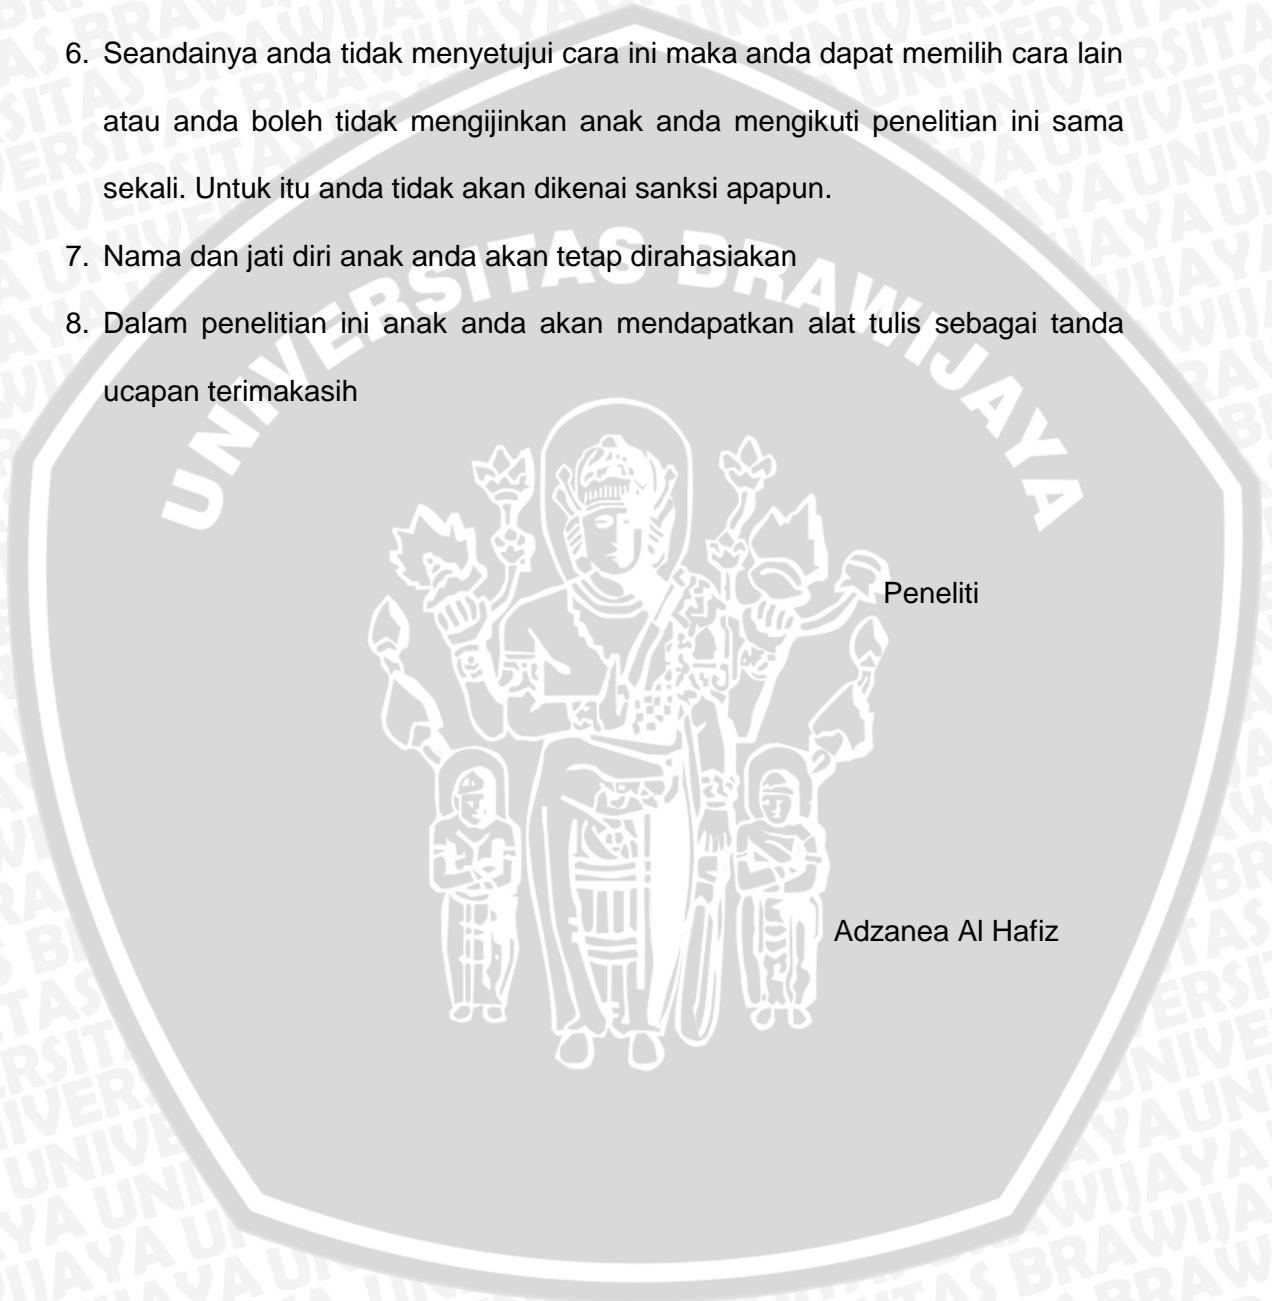 6. Seandainya anda tidak menyetujui cara ini maka anda dapat memilih cara lain
atau anda boleh tidak mengijinkan anak anda mengikuti penelitian ini sama
sekali. Untuk itu anda tidak akan dikenai sanksi apapun.
7. Nama dan jati diri anak anda akan tetap dirahasiakan
8. Dalam penelitian ini anak anda akan mendapatkan alat tulis sebagai tanda
ucapan terimakasih
UNIVERSITAS BRAWIJAYA
Peneliti
Adzanea Al Hafiz